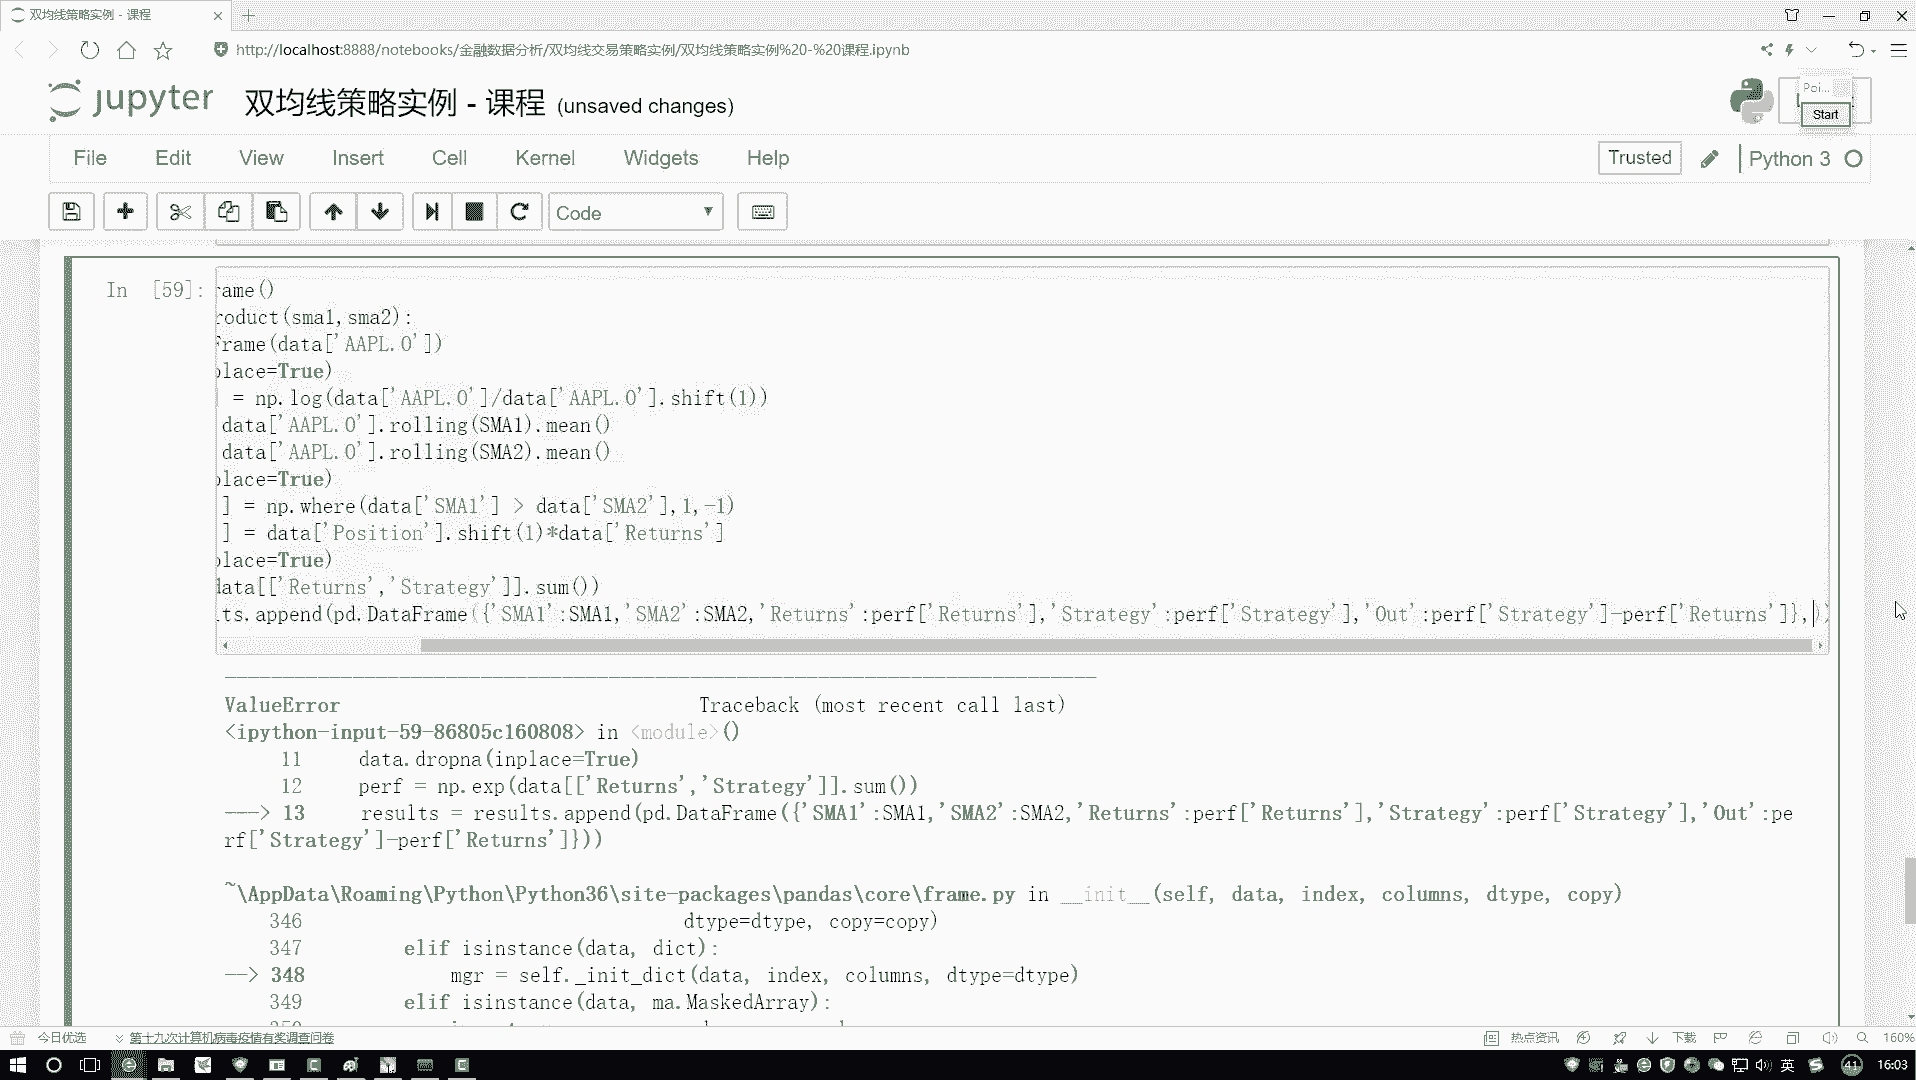 双均线策略实例 - 课程
http://localhost:8888/notebooks/金融数据分析/双均线交易策略实例/双均线策略实例%20-%20课程.ipynb
jupyter 双均线策略实例 - 课程 (unsaved changes)
Poi...
Start
File Edit View Insert Cell Kernel Widgets Help
Trusted Python 3
Code
In [59]:
rame()
roduct(sma1,sma2):
Frame(data['AAPL.O'])
place=True)
] = np.log(data['AAPL.O']/data['AAPL.O'].shift(1))
data['AAPL.O'].rolling(SMA1).mean()
data['AAPL.O'].rolling(SMA2).mean()
place=True)
] = np.where(data['SMA1'] > data['SMA2'],1,-1)
] = data['Position'].shift(1)*data['Returns']
place=True)
data[['Returns','Strategy']].sum())
lts.append(pd.DataFrame({'SMA1':SMA1,'SMA2':SMA2,'Returns':perf['Returns'],'Strategy':perf['Strategy'],'Out':perf['Strategy']-perf['Returns']},))
---------------------------------------------------------------------------
ValueError Traceback (most recent call last)
<ipython-input-59-86805c160808> in <module>()
11 data.dropna(inplace=True)
12 perf = np.exp(data[['Returns','Strategy']].sum())
---> 13 results = results.append(pd.DataFrame({'SMA1':SMA1,'SMA2':SMA2,'Returns':perf['Returns'],'Strategy':perf['Strategy'],'Out':pe
rf['Strategy']-perf['Returns']}))
~\AppData\Roaming\Python\Python36\site-packages\pandas\core\frame.py in __init__(self, data, index, columns, dtype, copy)
346 dtype=dtype, copy=copy)
347 elif isinstance(data, dict):
--> 348 mgr = self._init_dict(data, index, columns, dtype=dtype)
349 elif isinstance(data, ma.MaskedArray):
今日优选 第十九次计算机病毒疫情有奖调查问卷 热点资讯 下载 160%
英 41 16:03